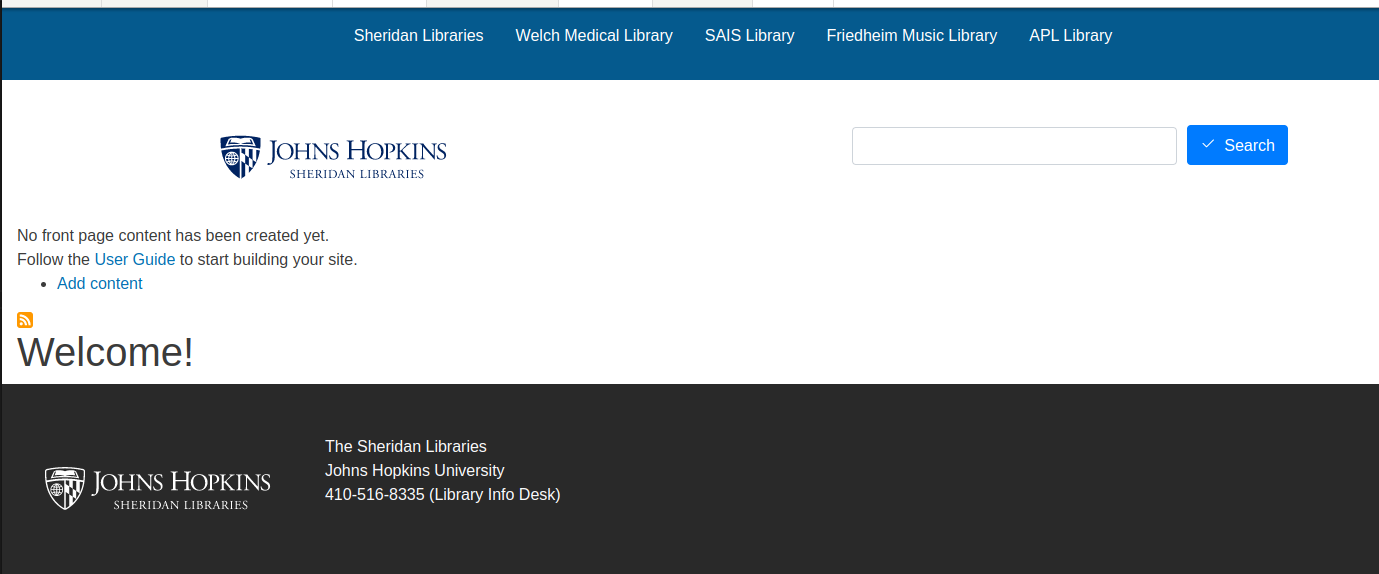 Sheridan Libraries Welch Medical Library SAIS Library Friedheim Music Library APL Library
JOHNS HOPKINS
SHERIDAN LIBRARIES
Search
No front page content has been created yet.
Follow the User Guide to start building your site.
Add content
Welcome!
The Sheridan Libraries
Johns Hopkins University
410-516-8335 (Library Info Desk)
JOHNS HOPKINS
SHERIDAN LIBRARIES